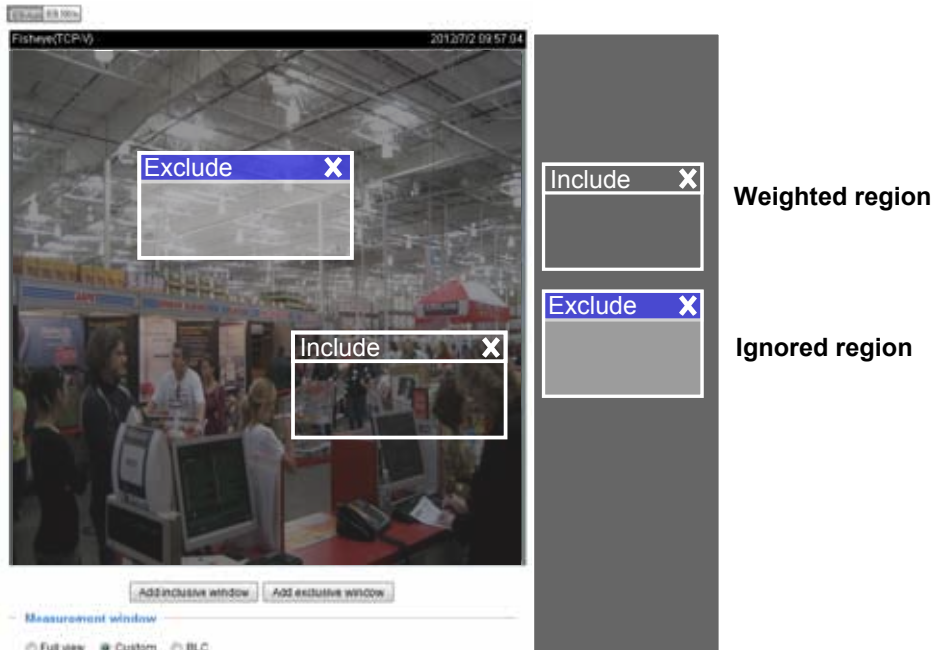 Fisheye(TCP-V) 2012/7/2 09:57:04
Exclude X
Include X
Weighted region
Include X
Exclude X
Ignored region
Add inclusive window Add exclusive window
Measurement window
Full view Custom BLC